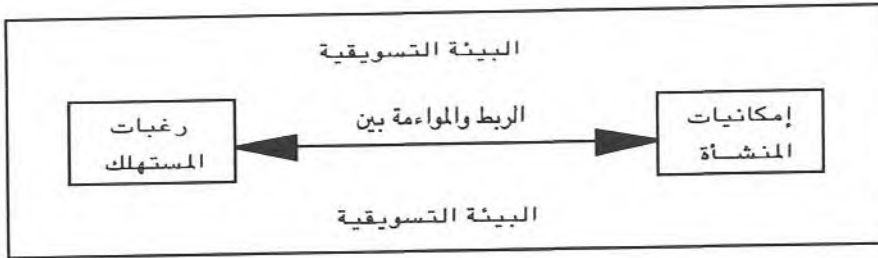 البيئة التسويقية
إمكانيات
المنشأة
الربط والمواءمة بين
رغبات
المستهلك
البيئة التسويقية